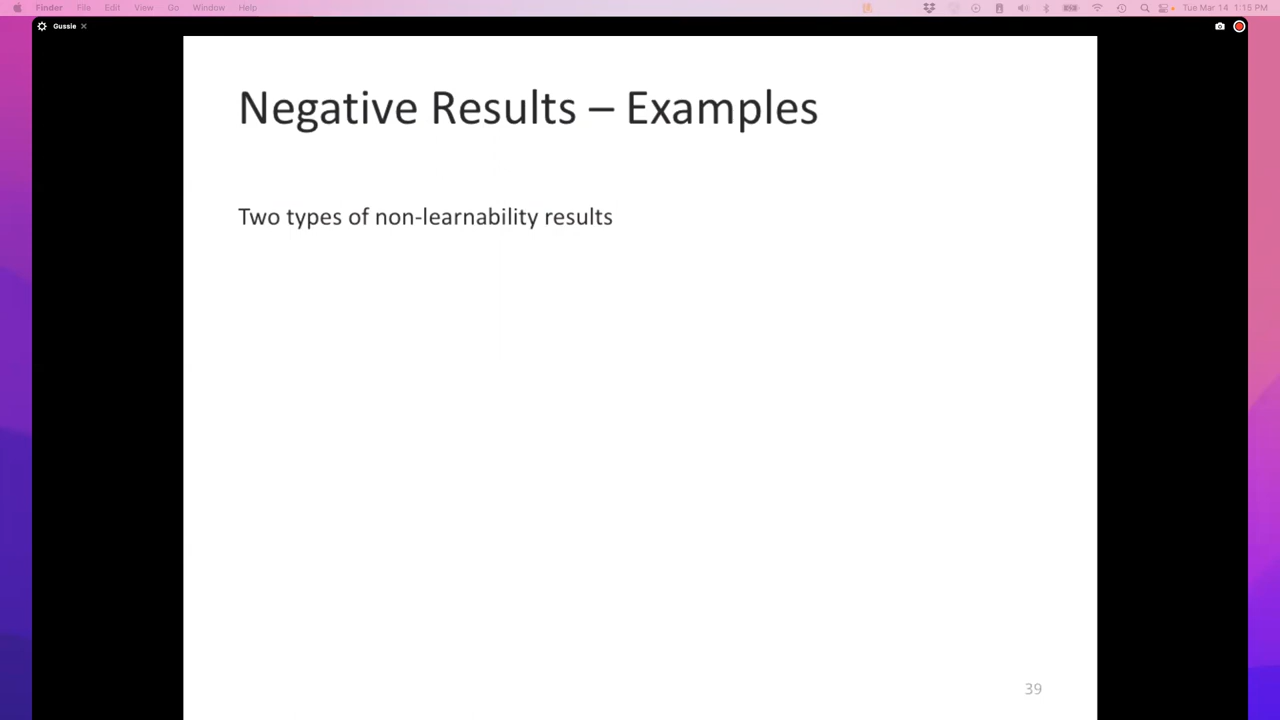 Finder File Edit View Go Window Help Tue Mar 14 1:15 PM
Gussie
Negative Results – Examples
Two types of non-learnability results
39